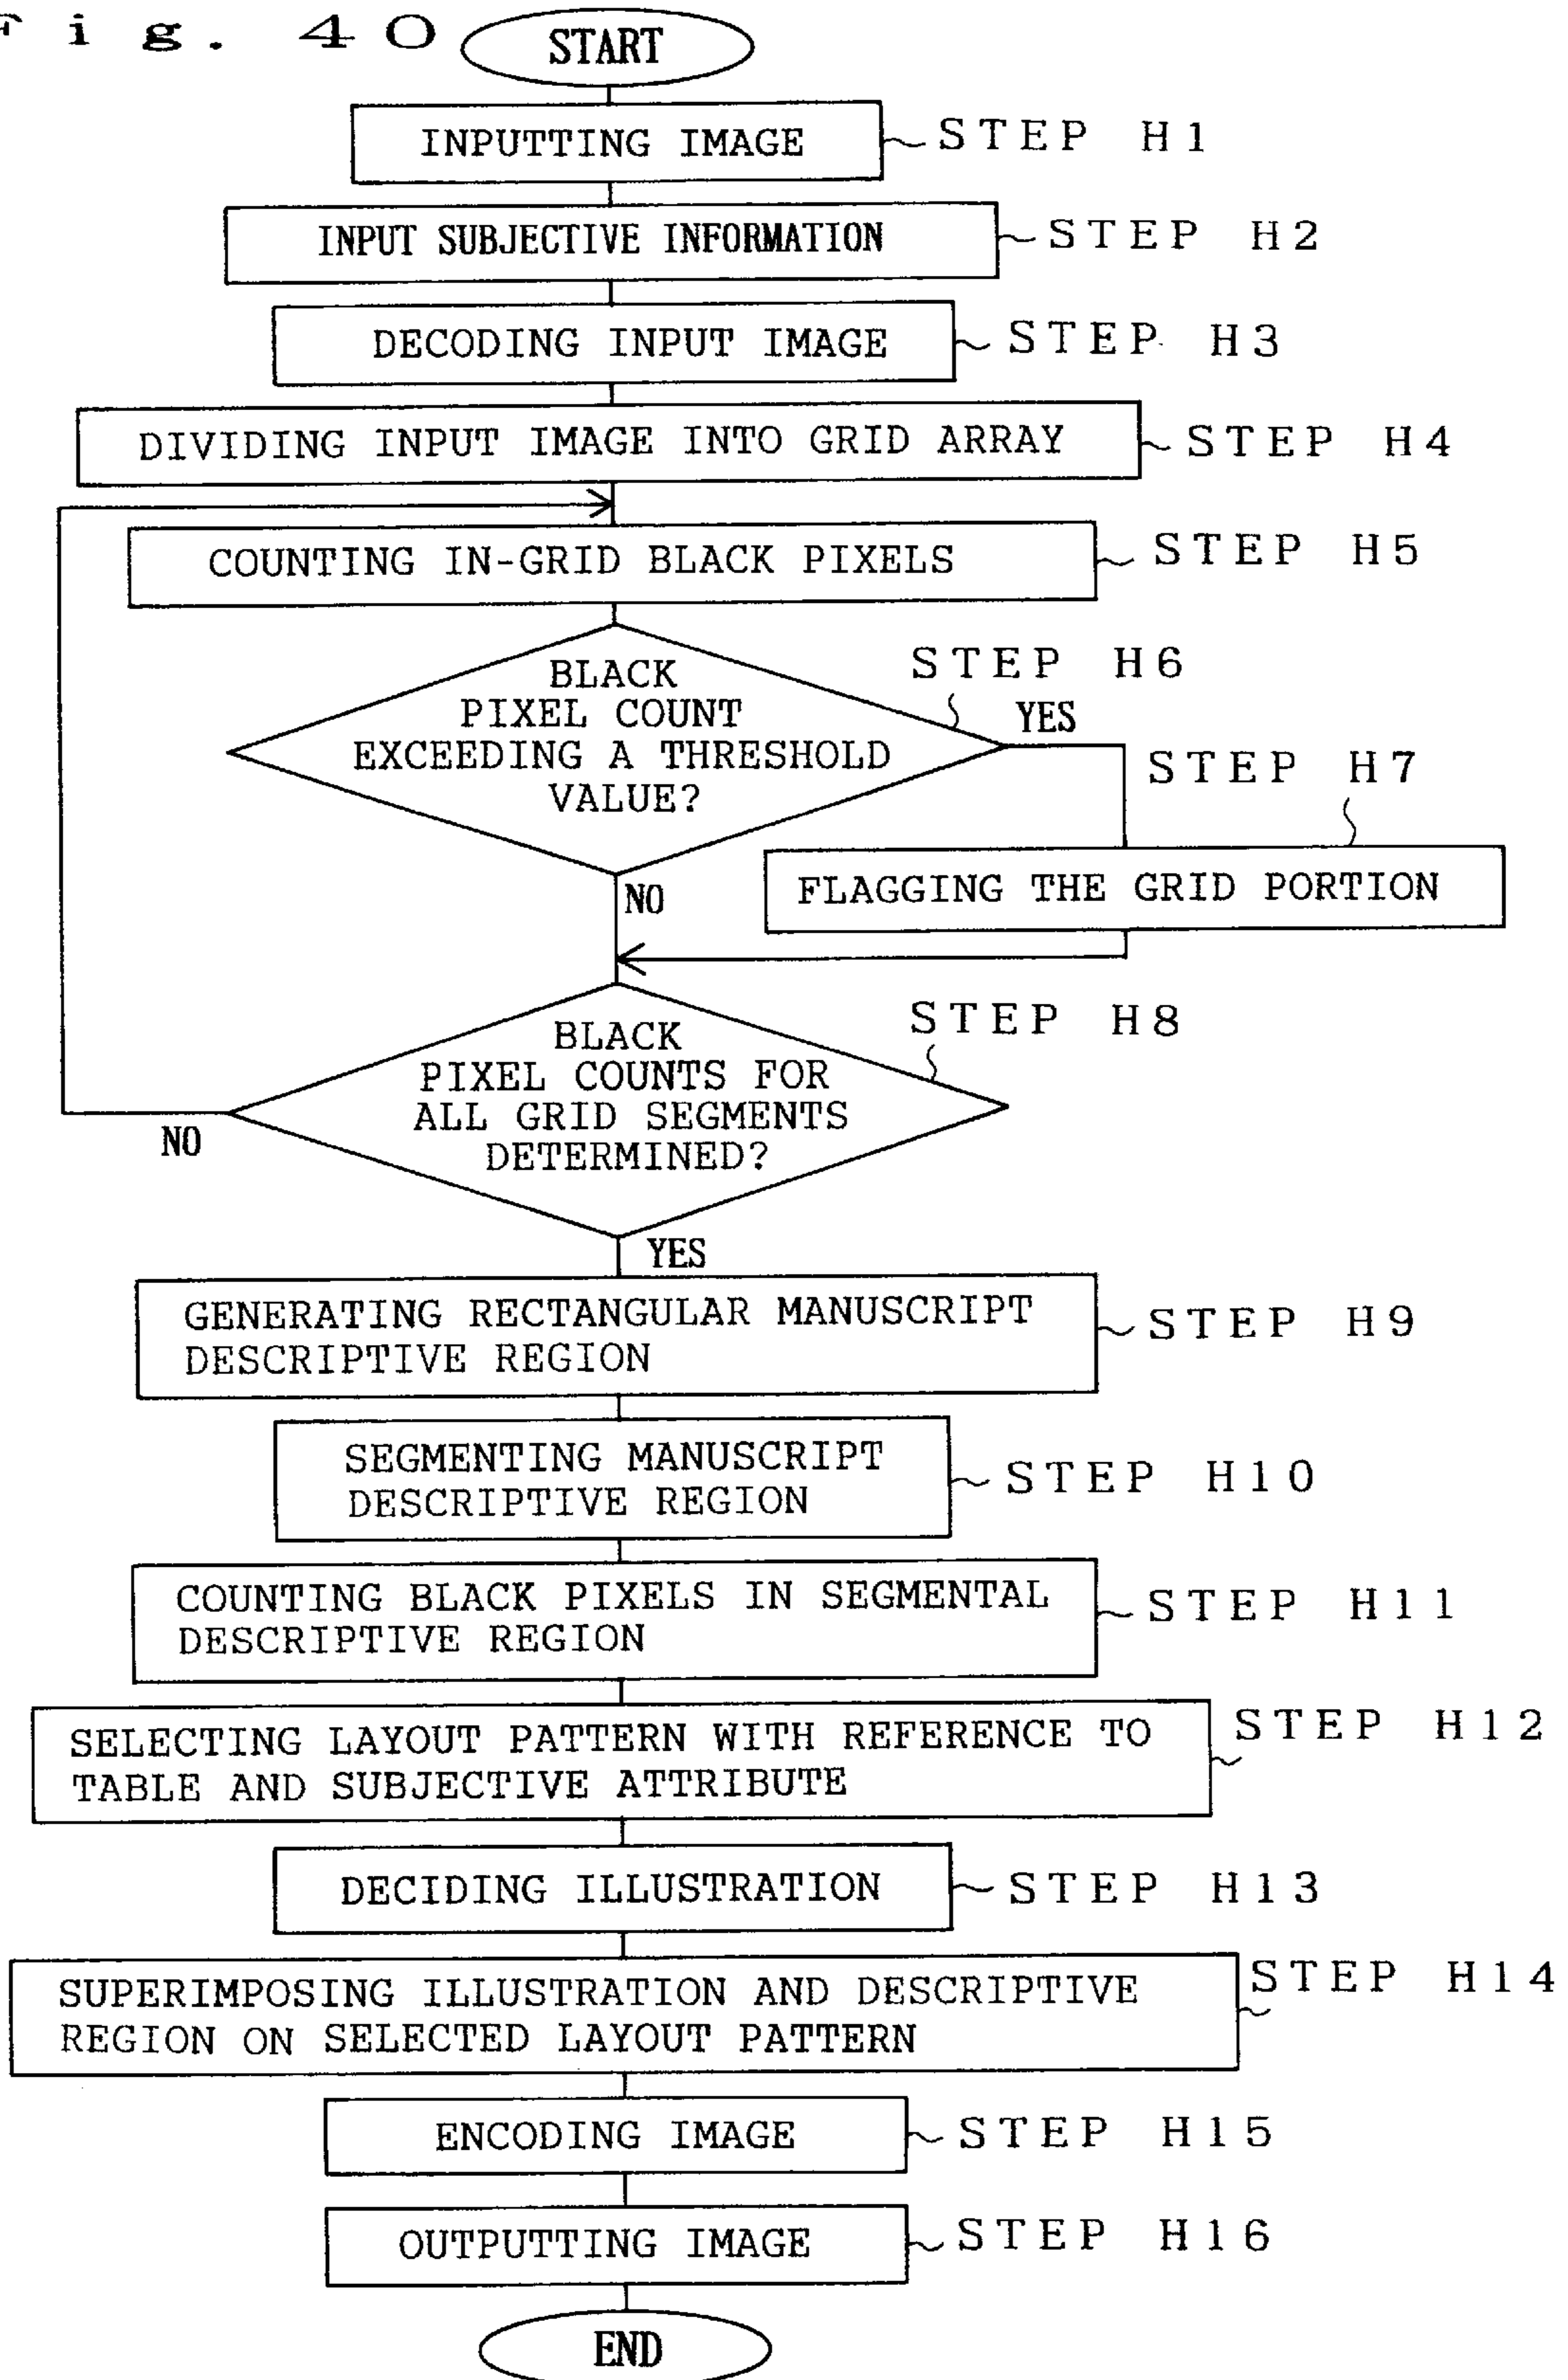 Fig. 40
START
INPUTTING IMAGE
STEP H1
INPUT SUBJECTIVE INFORMATION
STEP H2
DECODING INPUT IMAGE
STEP H3
DIVIDING INPUT IMAGE INTO GRID ARRAY
STEP H4
COUNTING IN-GRID BLACK PIXELS
STEP H5
BLACK
PIXEL COUNT
EXCEEDING A THRESHOLD
VALUE?
STEP H6
YES
STEP H7
FLAGGING THE GRID PORTION
NO
BLACK
PIXEL COUNTS FOR
ALL GRID SEGMENTS
DETERMINED?
STEP H8
NO
YES
GENERATING RECTANGULAR MANUSCRIPT
DESCRIPTIVE REGION
STEP H9
SEGMENTING MANUSCRIPT
DESCRIPTIVE REGION
STEP H10
COUNTING BLACK PIXELS IN SEGMENTAL
DESCRIPTIVE REGION
STEP H11
SELECTING LAYOUT PATTERN WITH REFERENCE TO
TABLE AND SUBJECTIVE ATTRIBUTE
STEP H12
DECIDING ILLUSTRATION
STEP H13
SUPERIMPOSING ILLUSTRATION AND DESCRIPTIVE
REGION ON SELECTED LAYOUT PATTERN
STEP H14
ENCODING IMAGE
STEP H15
OUTPUTTING IMAGE
STEP H16
END